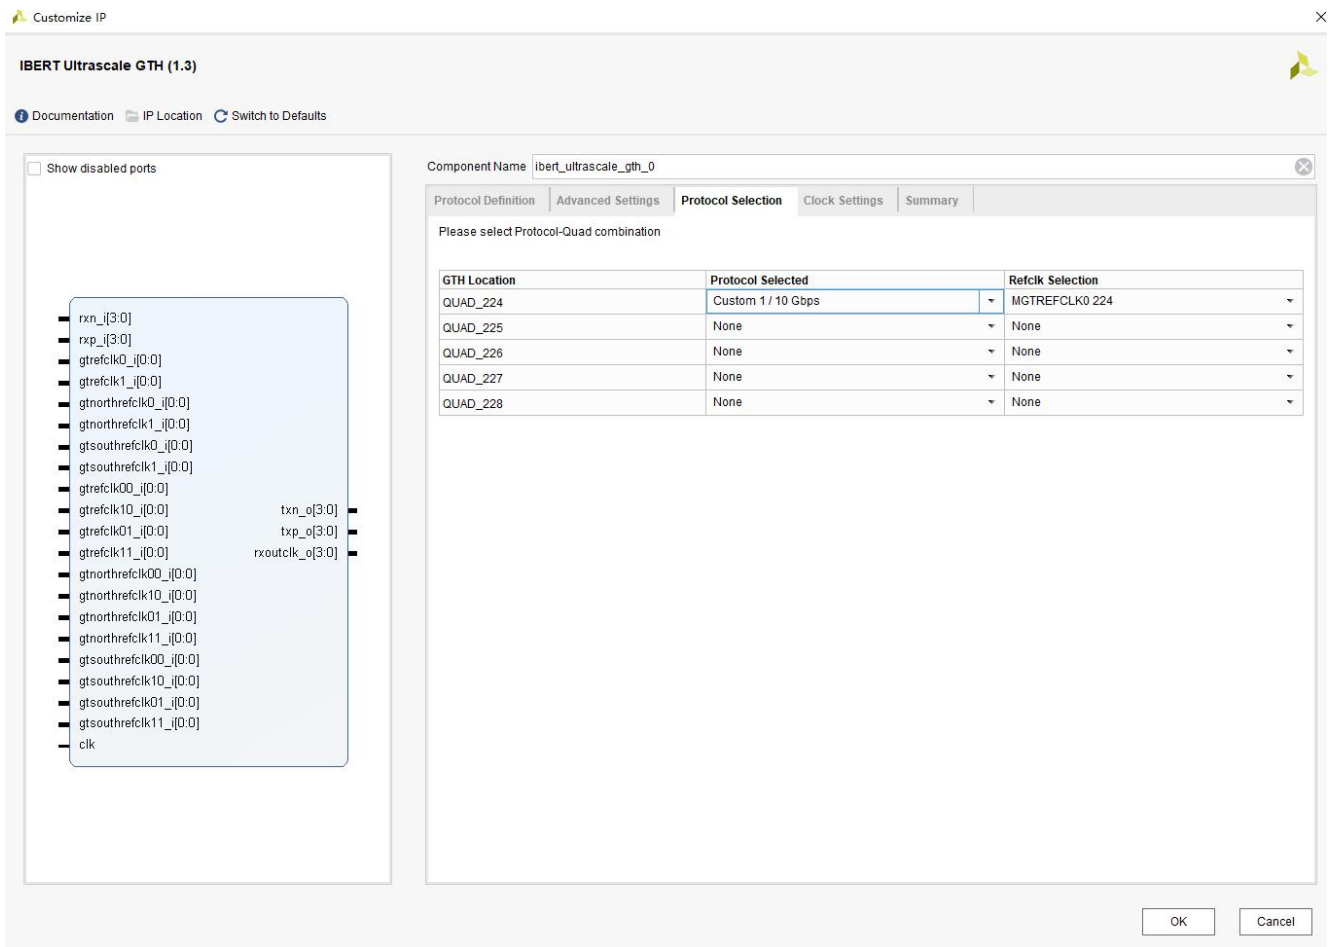 Customize IP
IBERT Ultrascale GTH (1.3)
Documentation IP Location Switch to Defaults
Show disabled ports
rxn_i[3:0]
rxp_i[3:0]
gtrefclk0_i[0:0]
gtrefclk1_i[0:0]
gtnorthrefclk0_i[0:0]
gtnorthrefclk1_i[0:0]
gtsouthrefclk0_i[0:0]
gtsouthrefclk1_i[0:0]
gtrefclk00_i[0:0]
gtrefclk10_i[0:0] txn_o[3:0]
gtrefclk01_i[0:0] txp_o[3:0]
gtrefclk11_i[0:0] rxoutclk_o[3:0]
gtnorthrefclk00_i[0:0]
gtnorthrefclk10_i[0:0]
gtnorthrefclk01_i[0:0]
gtnorthrefclk11_i[0:0]
gtsouthrefclk00_i[0:0]
gtsouthrefclk10_i[0:0]
gtsouthrefclk01_i[0:0]
gtsouthrefclk11_i[0:0]
clk
Component Name ibert_ultrascale_gth_0
Protocol Definition Advanced Settings Protocol Selection Clock Settings Summary
Please select Protocol-Quad combination
GTH Location Protocol Selected Refclk Selection
QUAD_224 Custom 1 / 10 Gbps MGTREFCLK0 224
QUAD_225 None None
QUAD_226 None None
QUAD_227 None None
QUAD_228 None None
OK Cancel